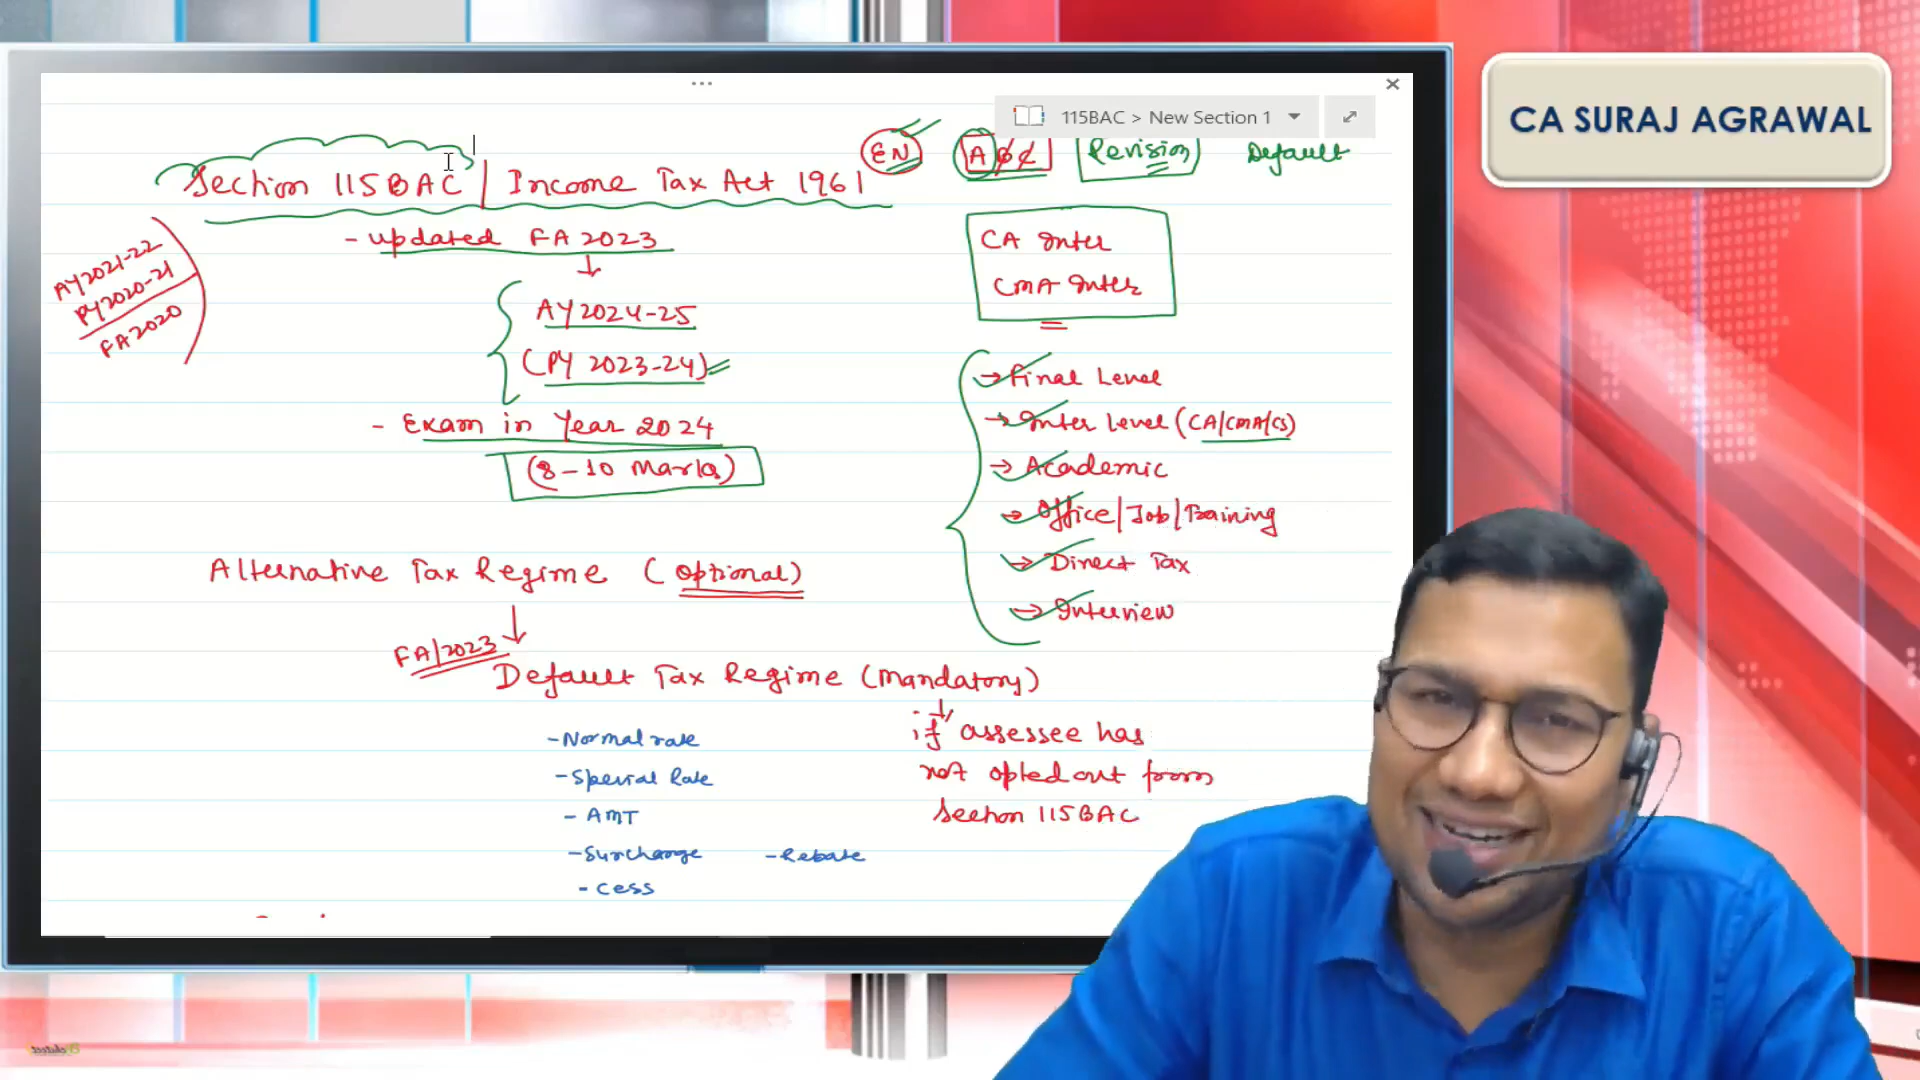 CA SURAJ AGRAWAL
115BAC > New Section 1
EN ABC Revision Default
Section 115BAC | Income Tax Act 1961
- updated FA 2023
AY2021-22
PY2020-21
FA2020
AY2024-25
(PY 2023-24)
- Exam in Year 2024
(8-10 Marks)
CA Inter
CMA Inter
→ Final Level
→ Inter Level (CA/CMA/CS)
→ Academic
→ Office/Job/Training
→ Direct Tax
→ Interview
Alternative Tax Regime (optional)
FA/2023
Default Tax Regime (Mandatory)
if assessee has
not opted out from
Section 115BAC
- Normal rate
- Special Rate
- AMT
- Surcharge - Rebate
- Cess